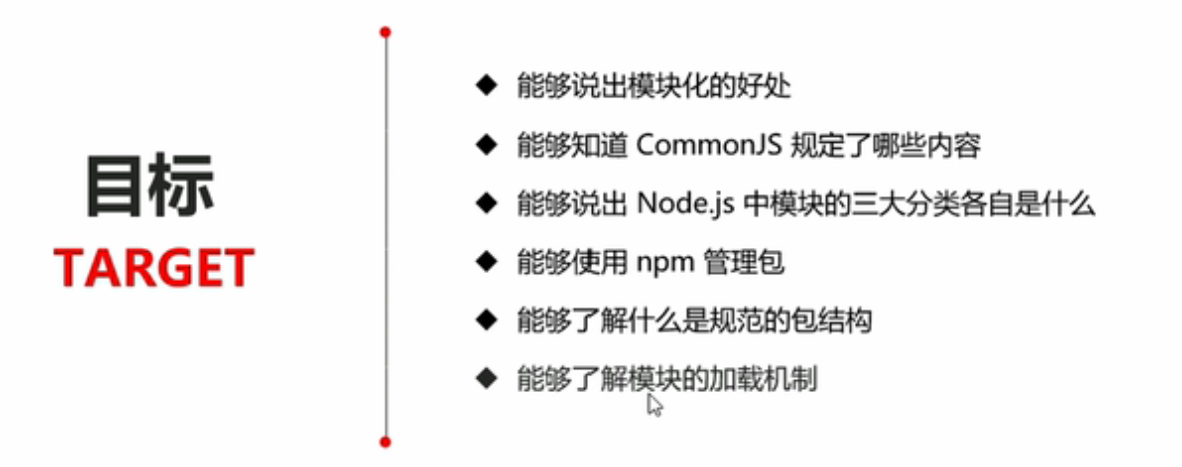 目标
TARGET
◆ 能够说出模块化的好处
◆ 能够知道 CommonJS 规定了哪些内容
◆ 能够说出 Node.js 中模块的三大分类各自是什么
◆ 能够使用 npm 管理包
◆ 能够了解什么是规范的包结构
◆ 能够了解模块的加载机制